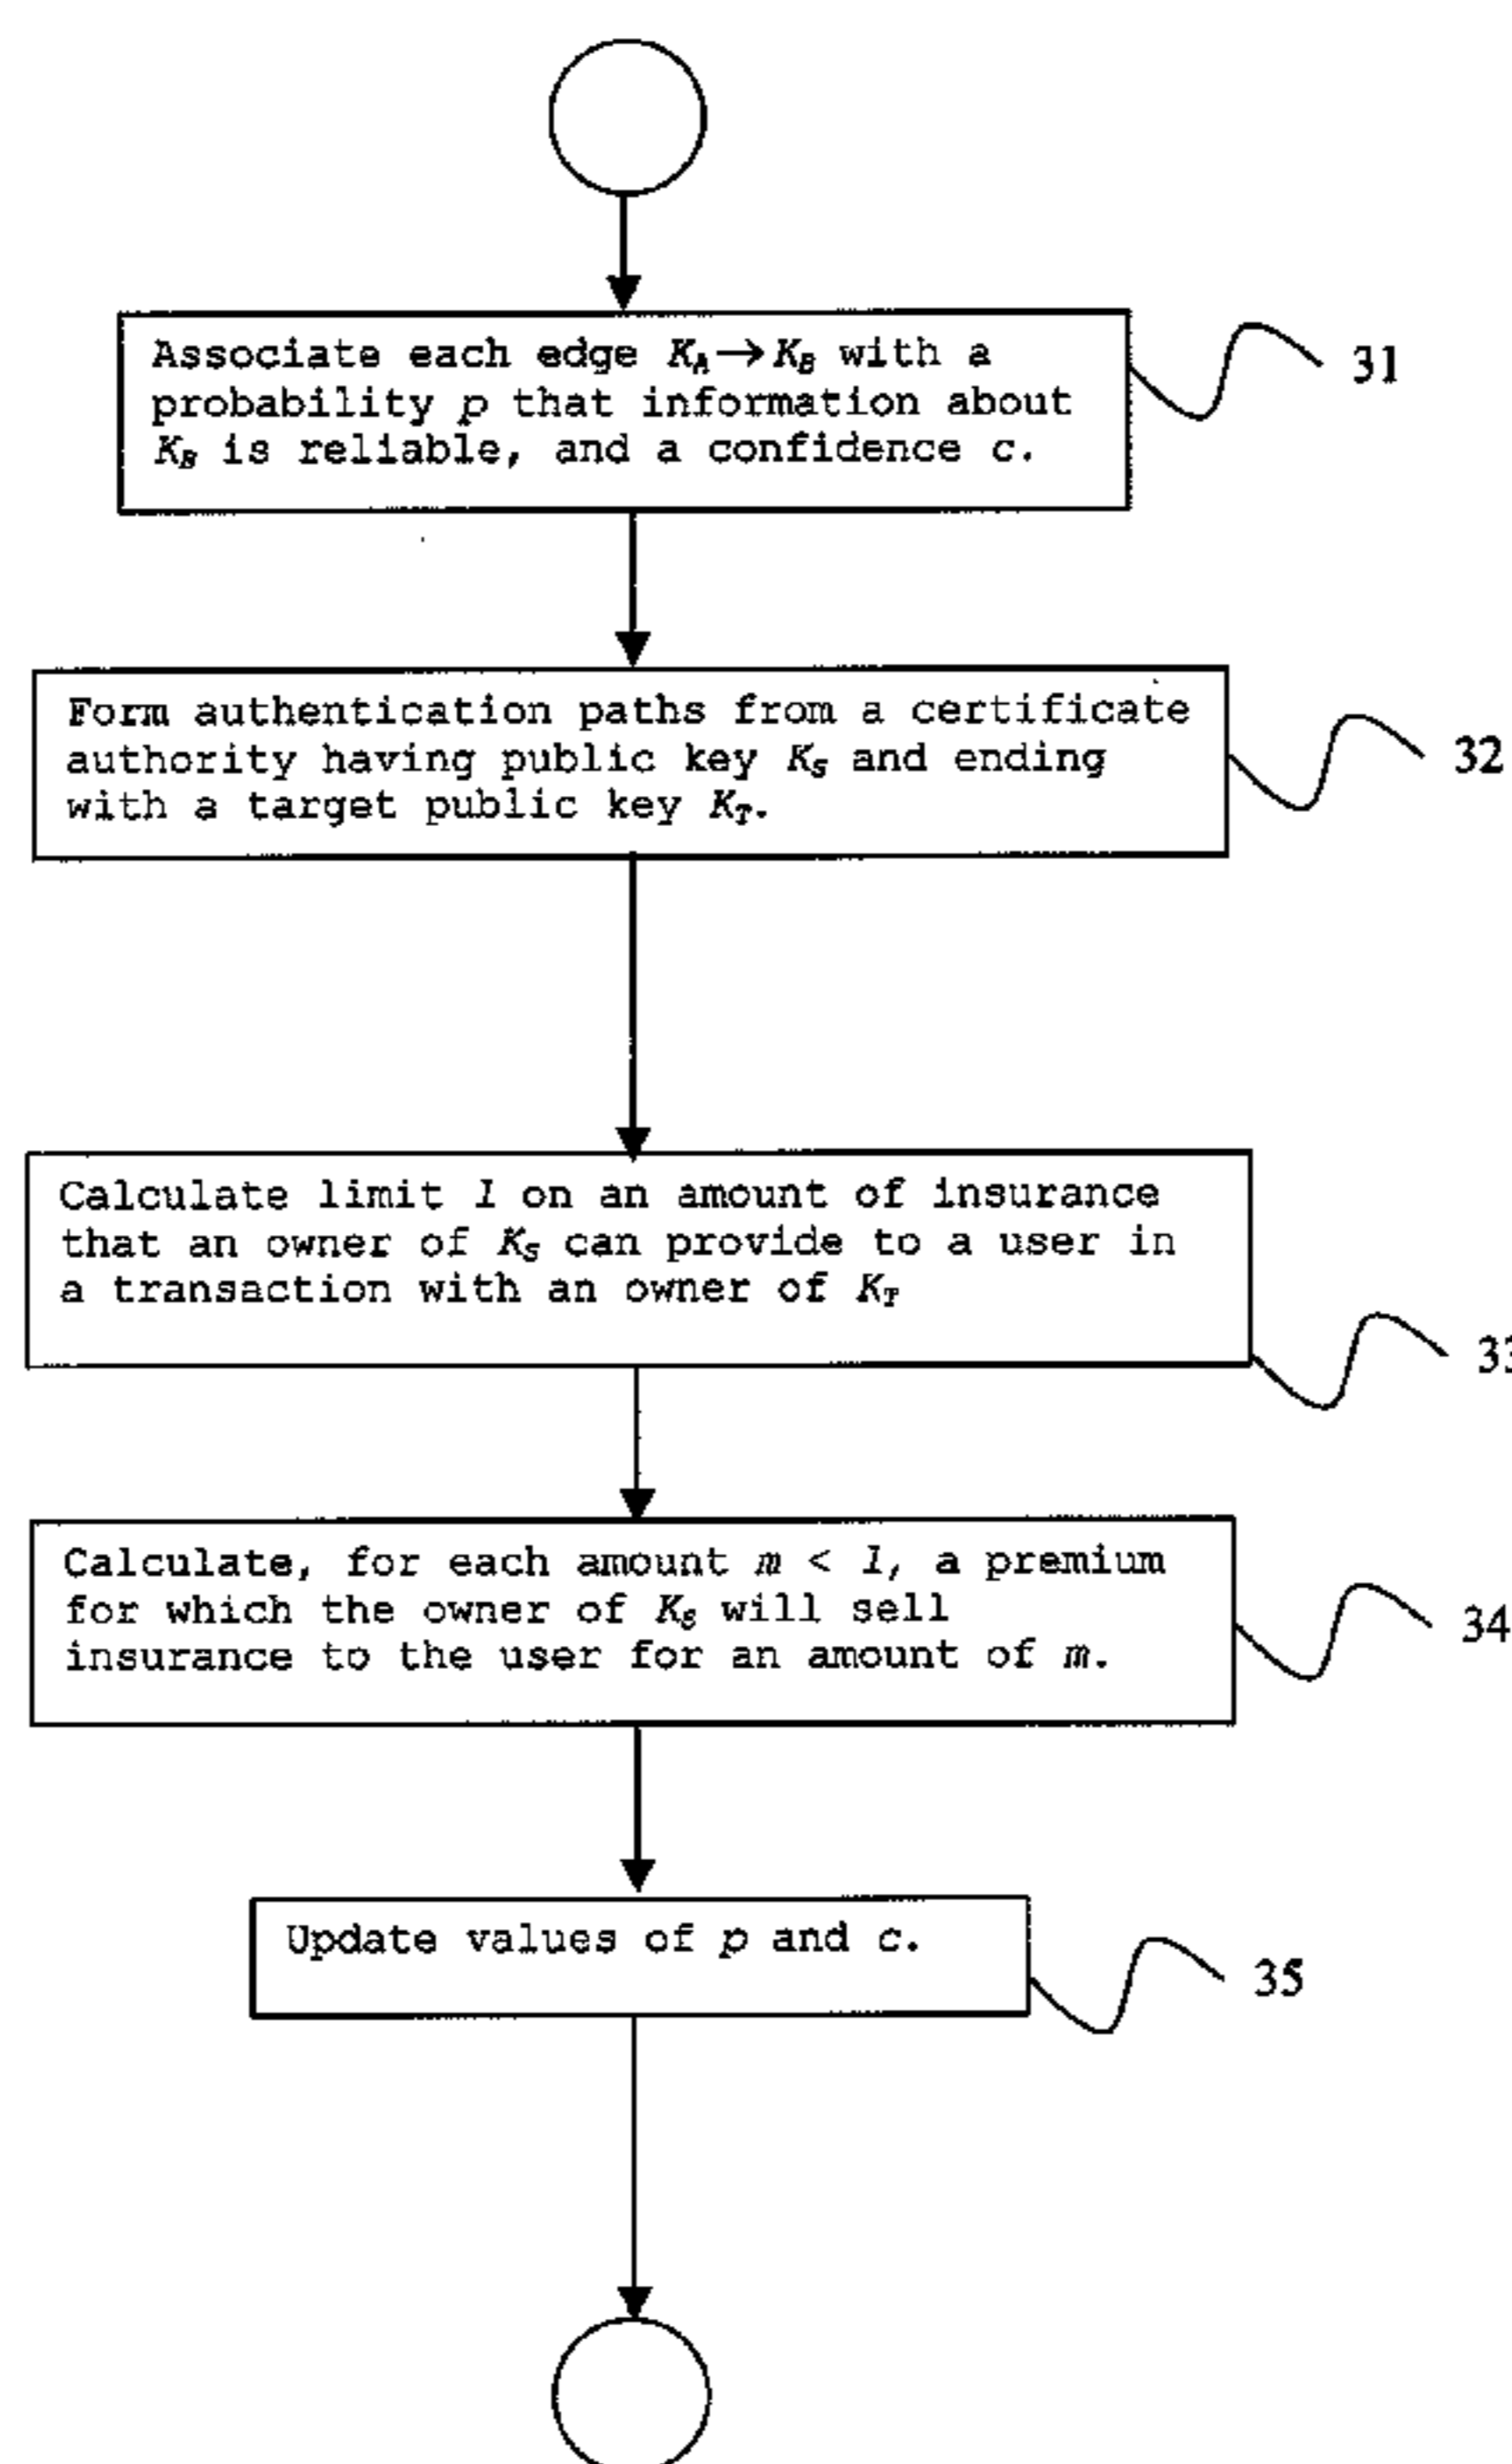 Associate each edge K_A→K_B with a
probability p that information about
K_B is reliable, and a confidence c.
31
Form authentication paths from a certificate
authority having public key K_S and ending
with a target public key K_T.
32
Calculate limit l on an amount of insurance
that an owner of K_S can provide to a user in
a transaction with an owner of K_T
33
Calculate, for each amount m < l, a premium
for which the owner of K_S will sell
insurance to the user for an amount of m.
34
Update values of p and c.
35